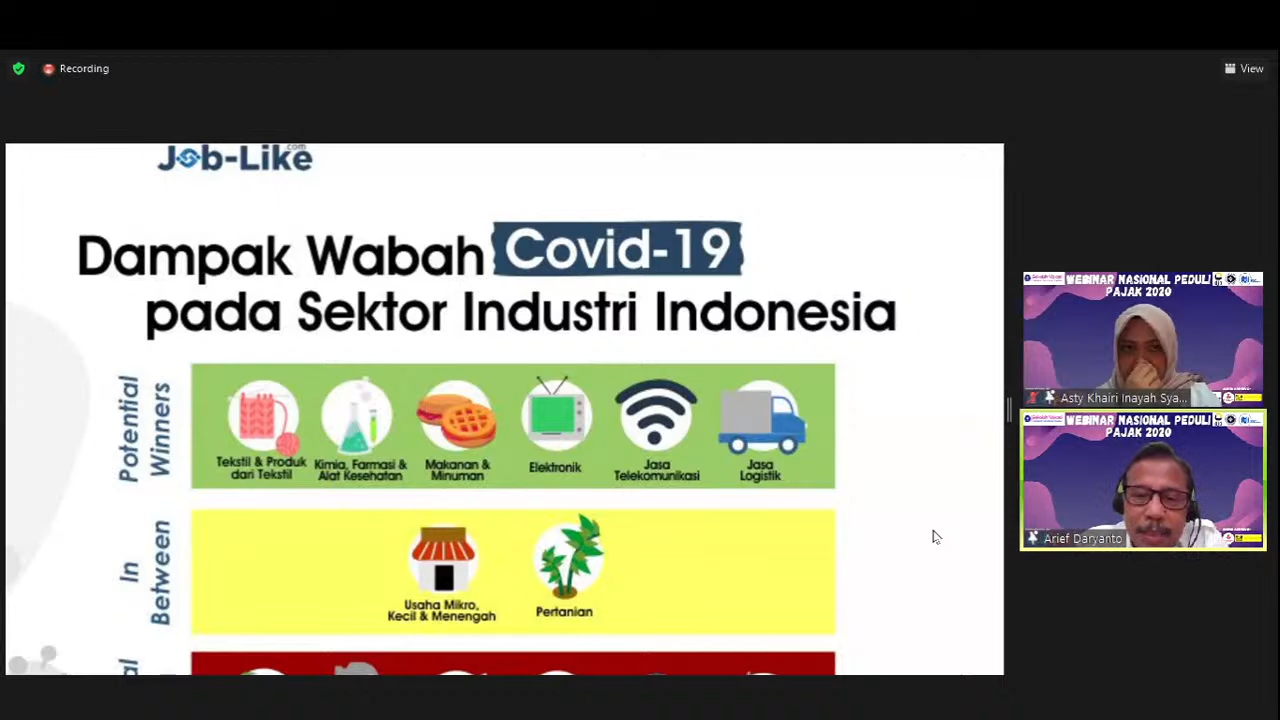 Recording
View
Job-Like
.com
Dampak Wabah Covid-19
pada Sektor Industri Indonesia
Potential
Winners
Tekstil & Produk
dari Tekstil
Kimia, Farmasi &
Alat Kesehatan
Makanan &
Minuman
Elektronik
Jasa
Telekomunikasi
Jasa
Logistik
In
Between
Usaha Mikro,
Kecil & Menengah
Pertanian
al
WEBINAR NASIONAL PEDULI
PAJAK 2020
Asty Khairi Inayah Sya...
WEBINAR NASIONAL PEDULI
PAJAK 2020
Arief Daryanto